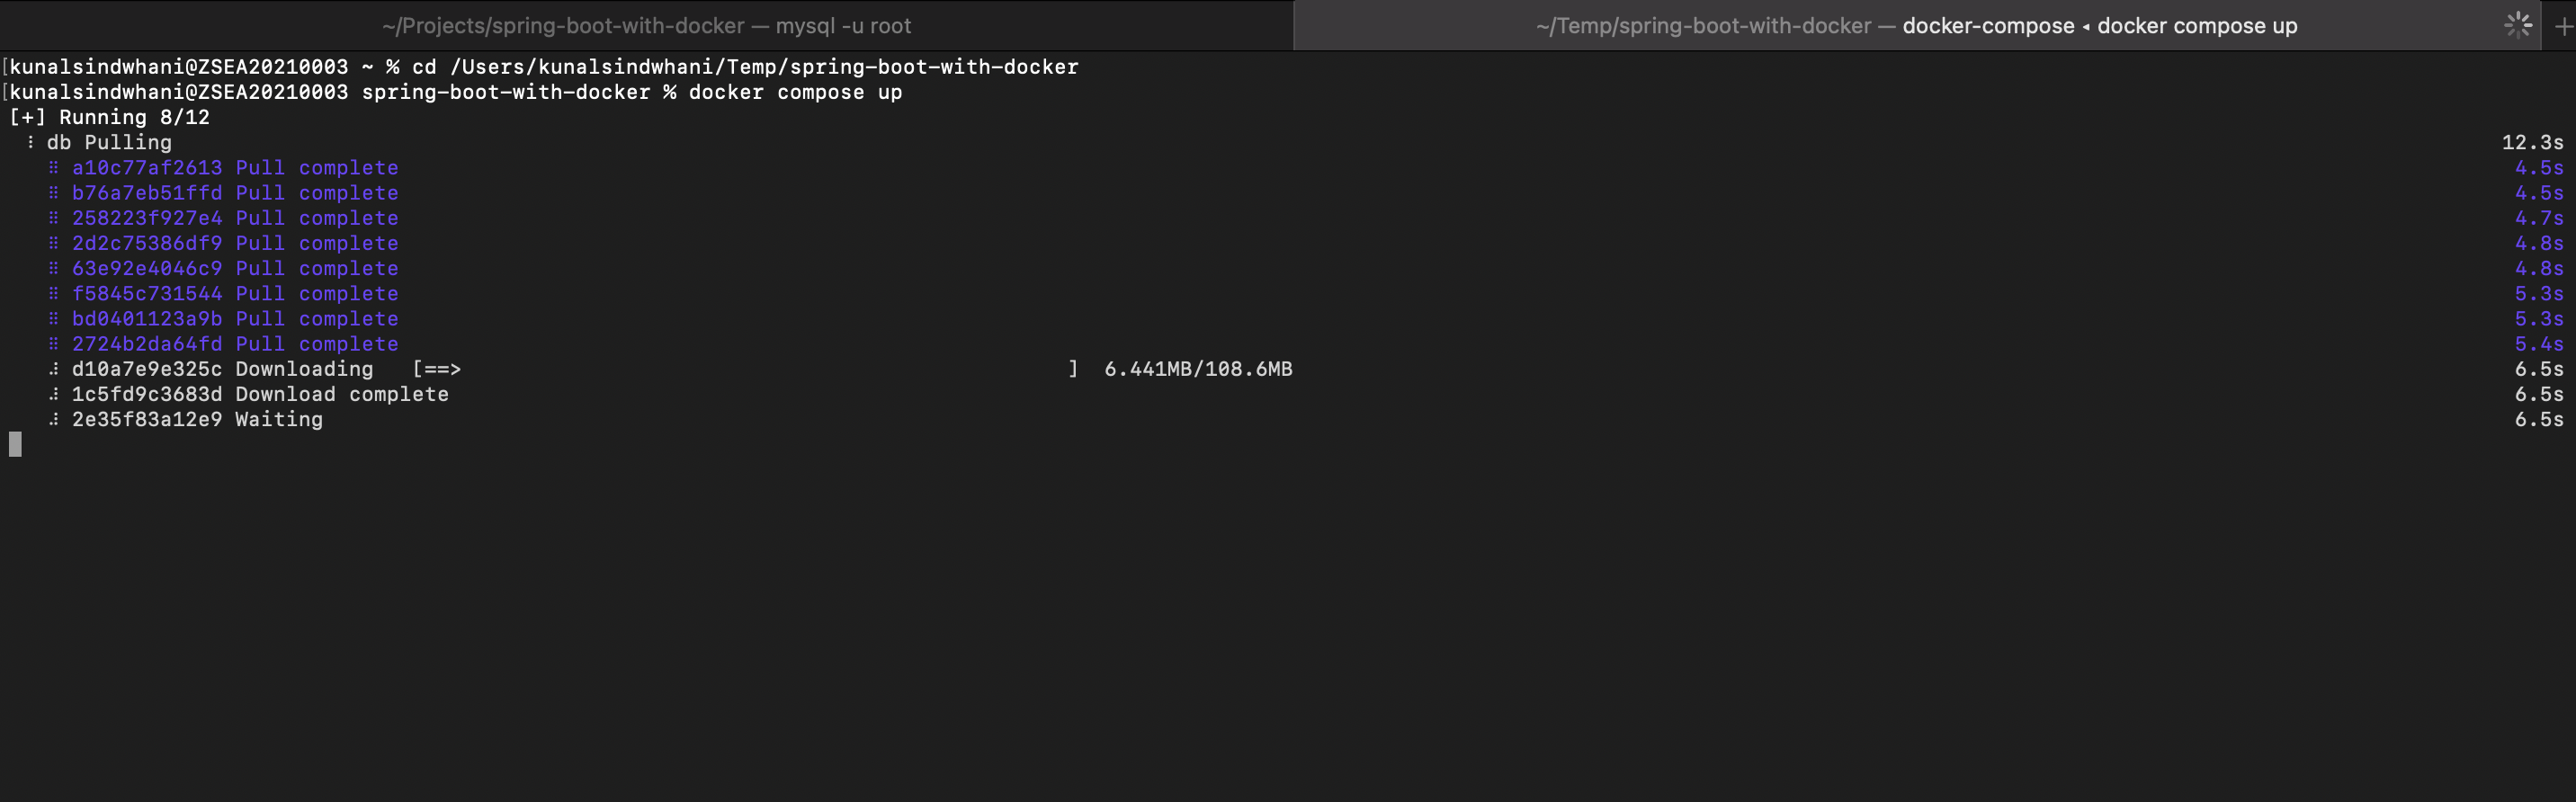 ~/Projects/spring-boot-with-docker — mysql -u root
~/Temp/spring-boot-with-docker — docker-compose ◂ docker compose up
[kunalsindwhani@ZSEA20210003 ~ % cd /Users/kunalsindwhani/Temp/spring-boot-with-docker
[kunalsindwhani@ZSEA20210003 spring-boot-with-docker % docker compose up
[+] Running 8/12
⠇ db Pulling 12.3s
⠿ a10c77af2613 Pull complete 4.5s
⠿ b76a7eb51ffd Pull complete 4.5s
⠿ 258223f927e4 Pull complete 4.7s
⠿ 2d2c75386df9 Pull complete 4.8s
⠿ 63e92e4046c9 Pull complete 4.8s
⠿ f5845c731544 Pull complete 5.3s
⠿ bd0401123a9b Pull complete 5.3s
⠿ 2724b2da64fd Pull complete 5.4s
⠼ d10a7e9e325c Downloading [==> ] 6.441MB/108.6MB 6.5s
⠼ 1c5fd9c3683d Download complete 6.5s
⠼ 2e35f83a12e9 Waiting 6.5s